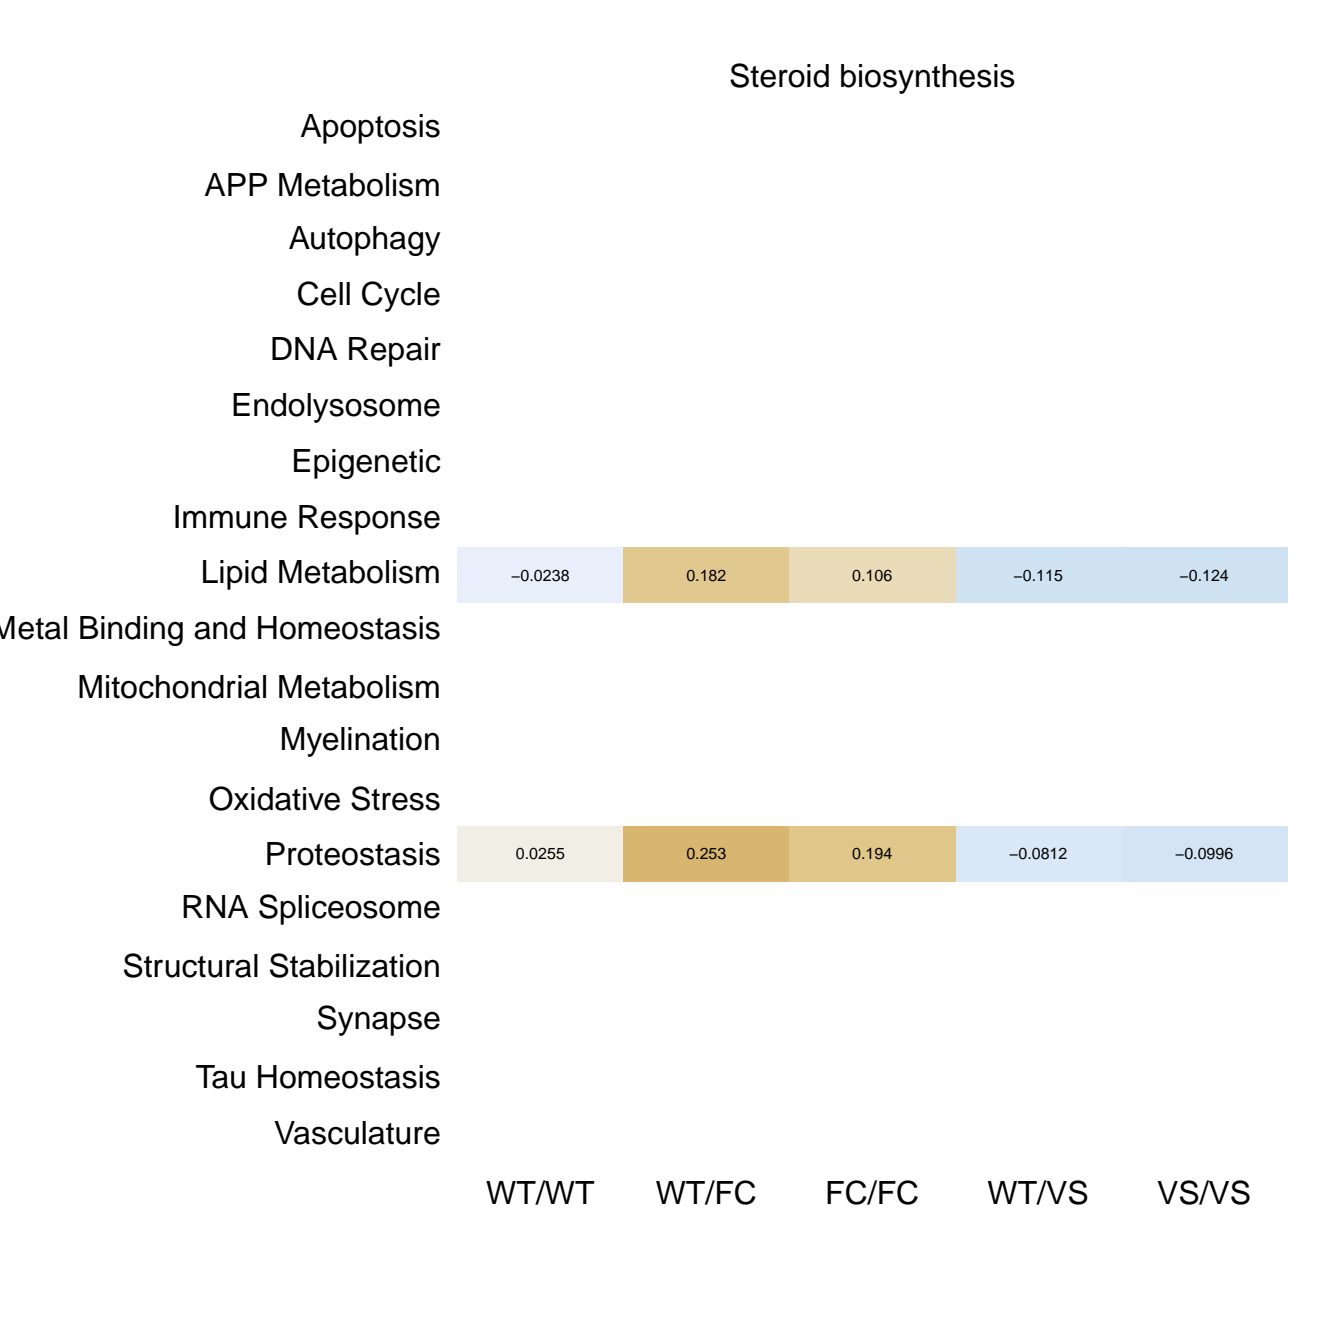 Steroid biosynthesis
Apoptosis
APP Metabolism
Autophagy
Cell Cycle
DNA Repair
Endolysosome
Epigenetic
Immune Response
Lipid Metabolism −0.0238 0.182 0.106 −0.115 −0.124
Metal Binding and Homeostasis
Mitochondrial Metabolism
Myelination
Oxidative Stress
Proteostasis 0.0255 0.253 0.194 −0.0812 −0.0996
RNA Spliceosome
Structural Stabilization
Synapse
Tau Homeostasis
Vasculature
WT/WT WT/FC FC/FC WT/VS VS/VS